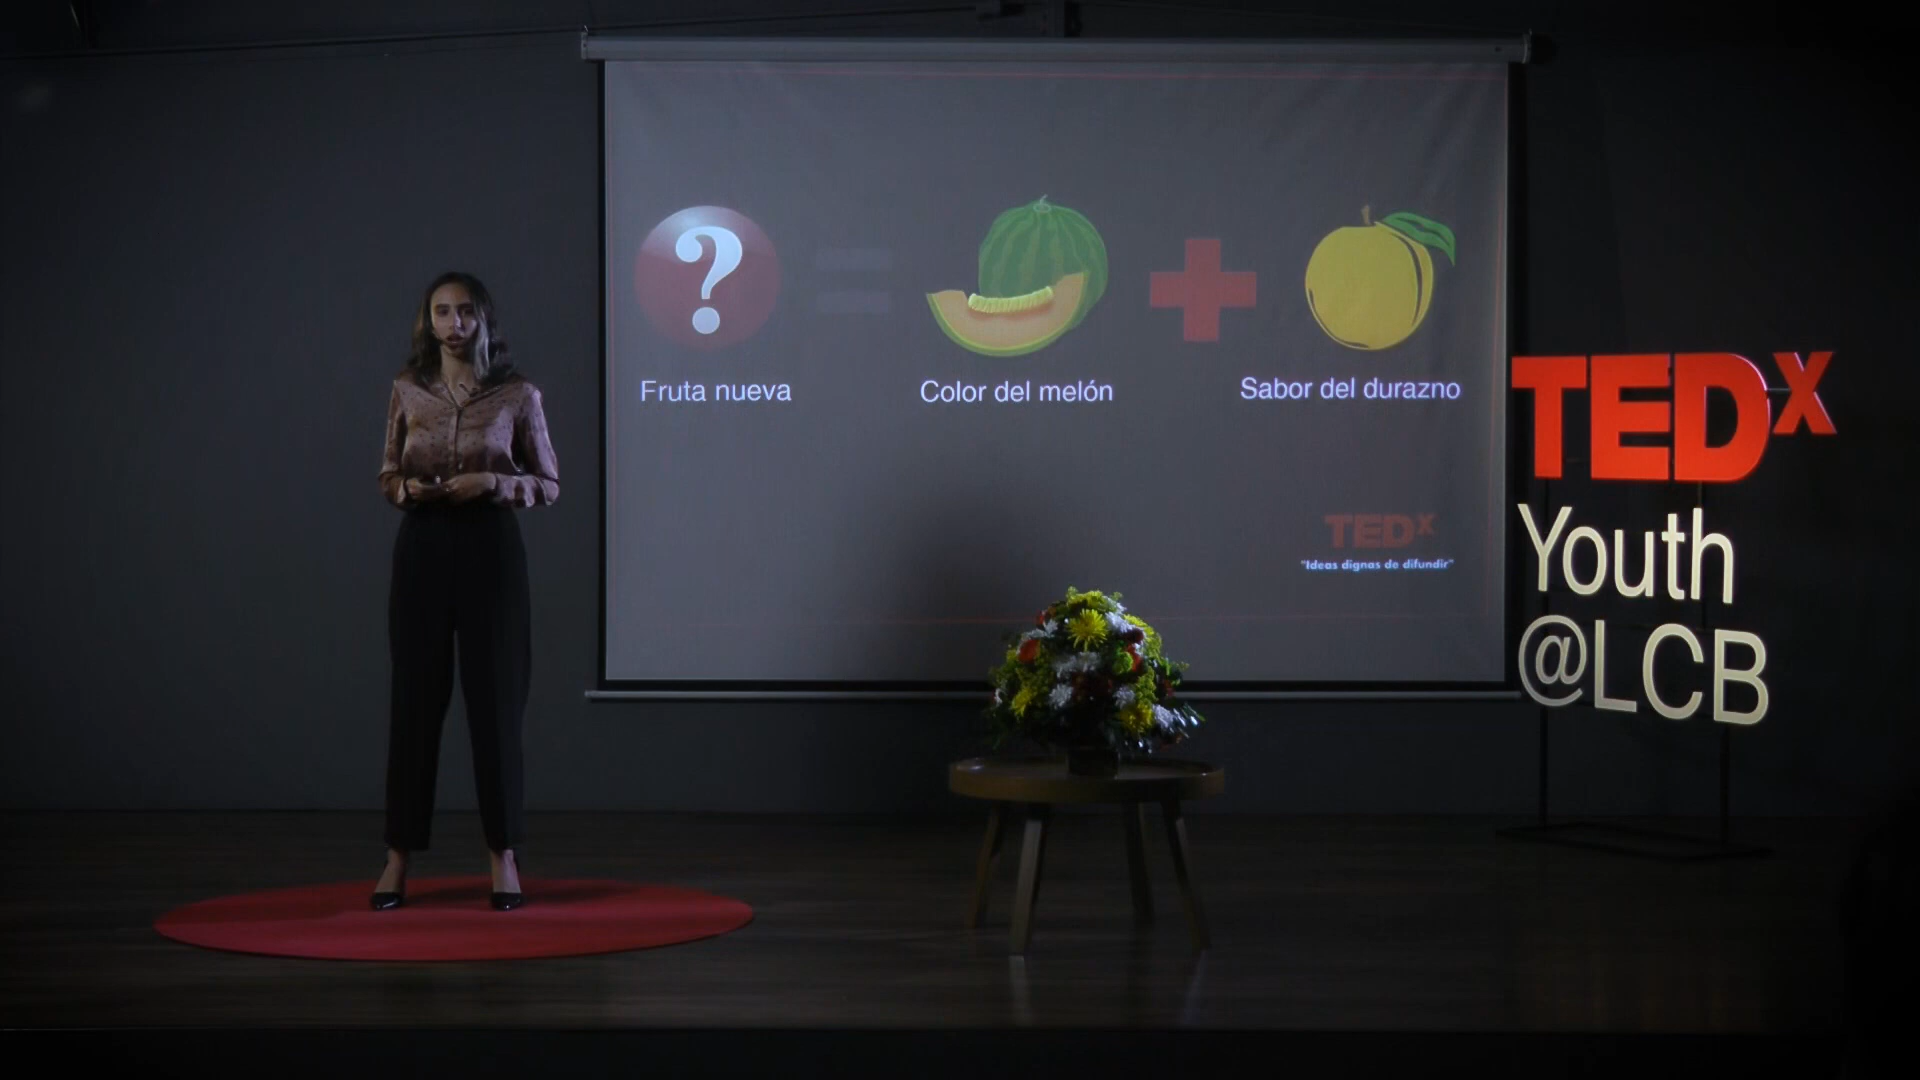 ?
=
+
Fruta nueva
Color del melón
Sabor del durazno
TEDx
"Ideas dignas de difundir"
TEDx
Youth
@LCB